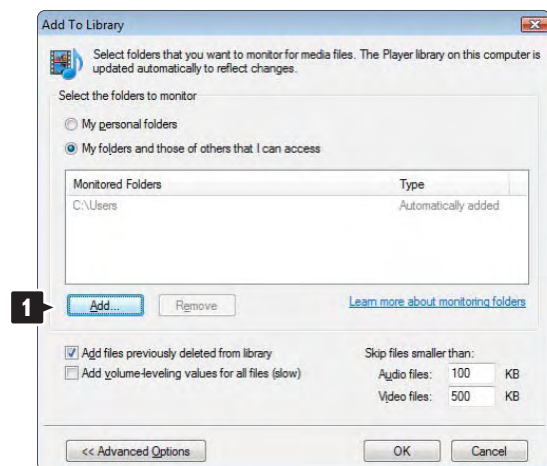 Add To Library
Select folders that you want to monitor for media files. The Player library on this computer is
updated automatically to reflect changes.
Select the folders to monitor
My personal folders
My folders and those of others that I can access
Monitored Folders Type
C:\Users Automatically added
1
Add... Remove Learn more about monitoring folders
Add files previously deleted from library Skip files smaller than:
Add volume-leveling values for all files (slow) Audio files: 100 KB
Video files: 500 KB
<< Advanced Options OK Cancel